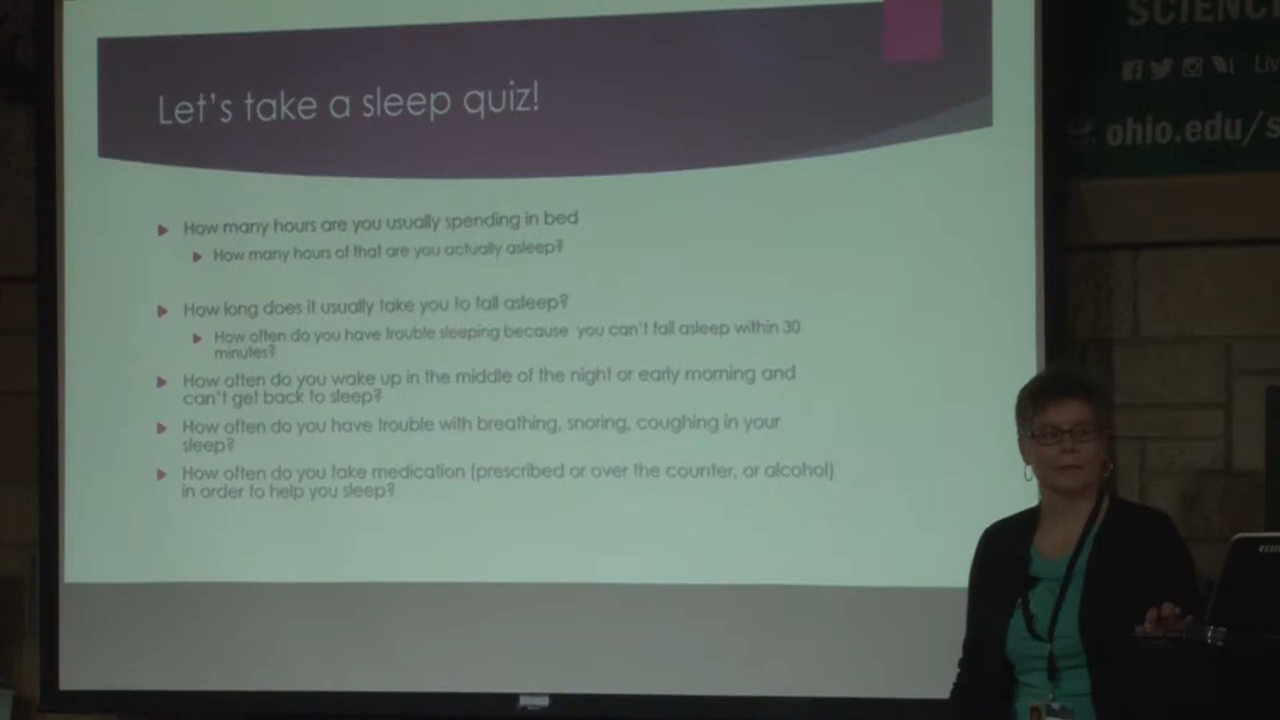 Let's take a sleep quiz!
How many hours are you usually spending in bed
How many hours of that are you actually asleep?
How long does it usually take you to fall asleep?
How often do you have trouble sleeping because you can't fall asleep within 30
minutes?
How often do you wake up in the middle of the night or early morning and
can't get back to sleep?
How often do you have trouble with breathing, snoring, coughing in your
sleep?
How often do you take medication (prescribed or over the counter, or alcohol)
in order to help you sleep?
SCIENC
Liv
ohio.edu/s